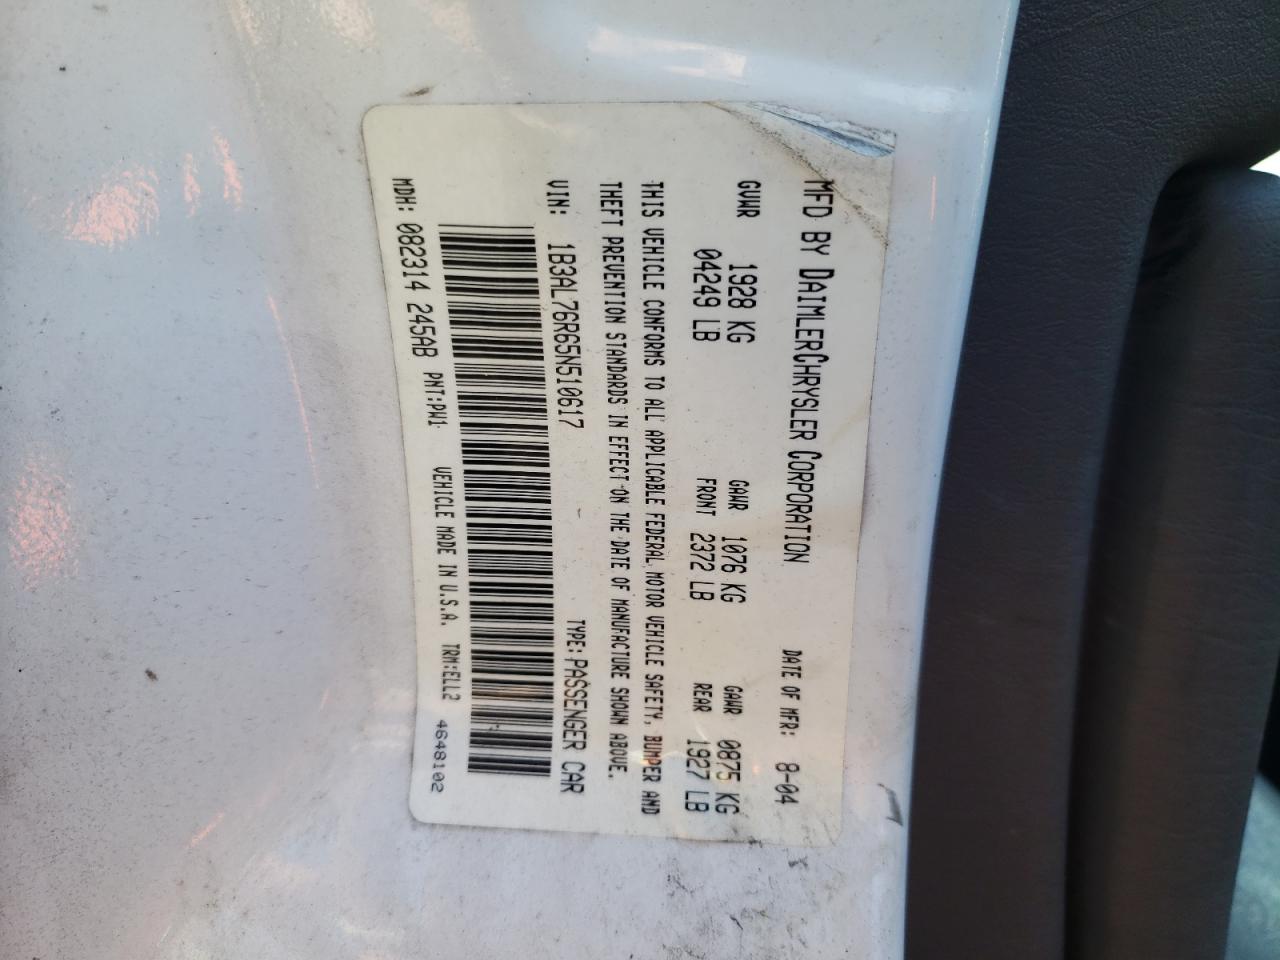 MFD BY DAIMLERCHRYSLER CORPORATION DATE OF MFR: 8-04
GVWR 1928 KG GAWR 1076 KG GAWR 0875 KG
04249 LB FRONT 2372 LB REAR 1927 LB
THIS VEHICLE CONFORMS TO ALL APPLICABLE FEDERAL MOTOR VEHICLE SAFETY, BUMPER AND
THEFT PREVENTION STANDARDS IN EFFECT ON THE DATE OF MANUFACTURE SHOWN ABOVE.
VIN: 1B3AL76R65N510617 TYPE: PASSENGER CAR
MDH: 082314 245AB PNT:PW1 VEHICLE MADE IN U.S.A. TRM:ELL2 4648102